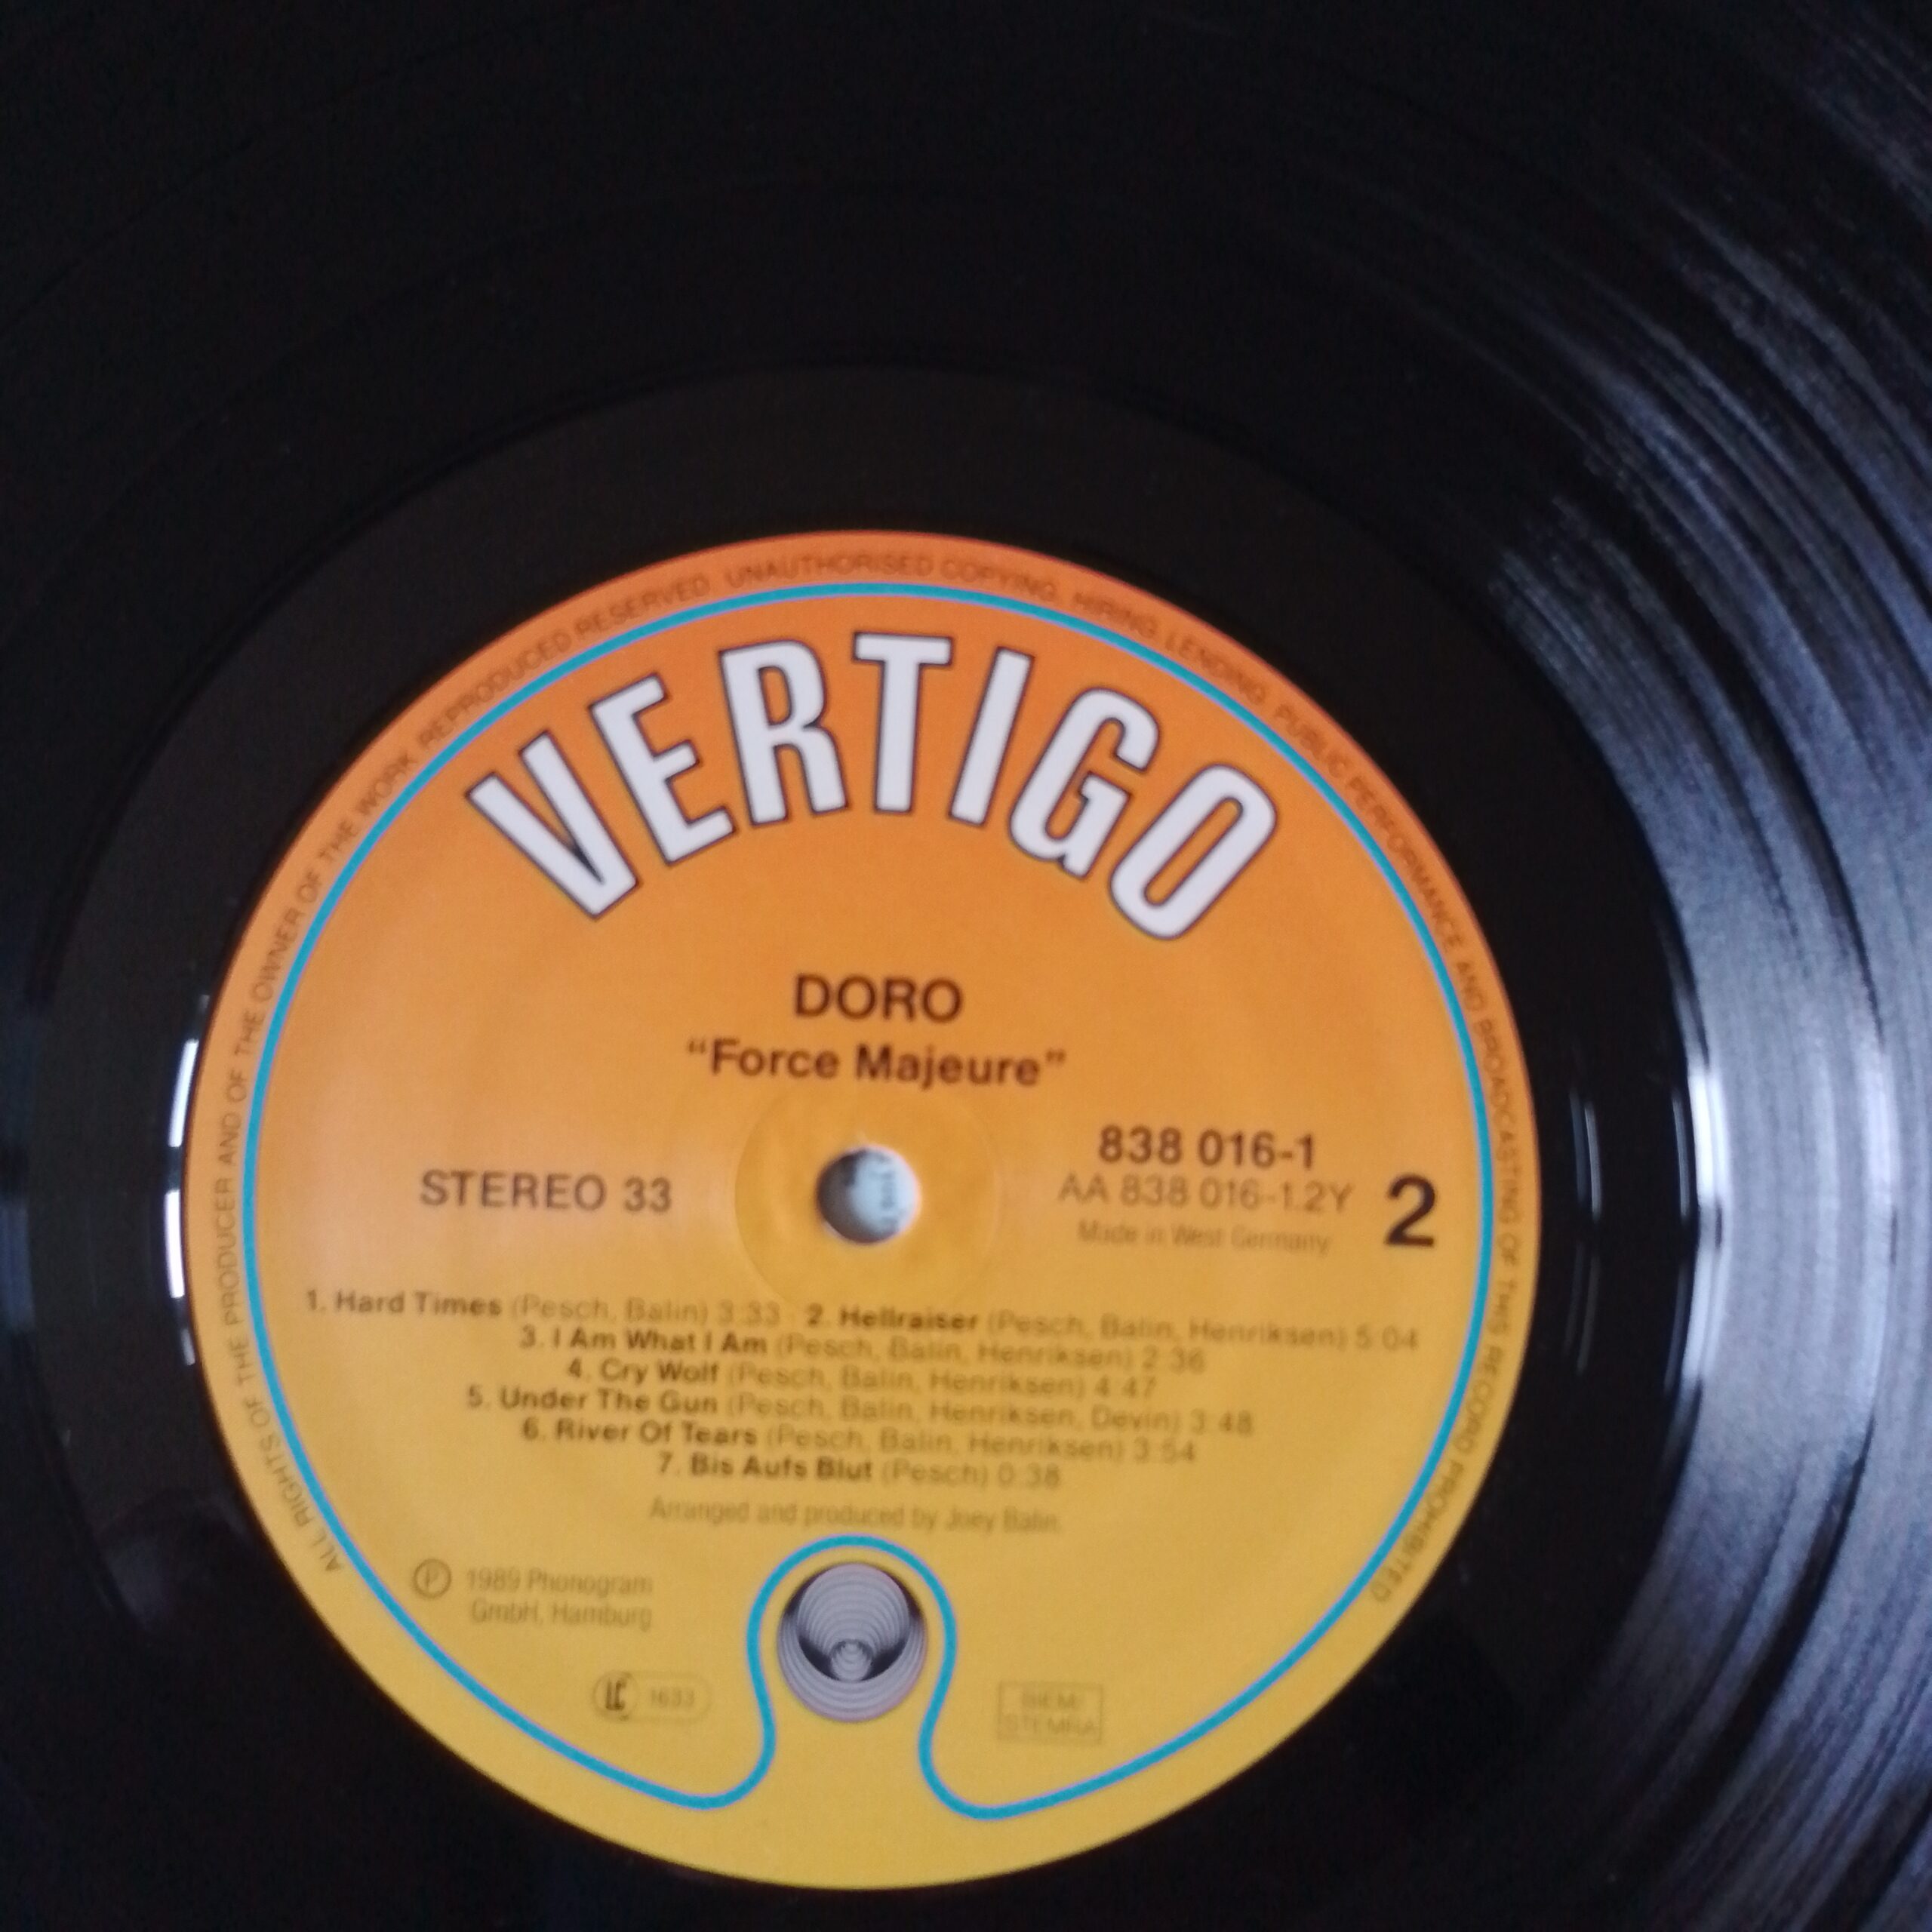 ALL RIGHTS OF THE PRODUCER AND OF THE OWNER OF THE WORK REPRODUCED RESERVED. UNAUTHORISED COPYING, HIRING, LENDING, PUBLIC PERFORMANCE AND BROADCASTING OF THIS RECORD PROHIBITED
VERTIGO
DORO
“Force Majeure”
838 016-1
STEREO 33
AA 838 016-1.2Y
2
Made in West Germany
1. Hard Times (Pesch, Balin) 3:33 · 2. Hellraiser (Pesch, Balin, Henriksen) 5:04
3. I Am What I Am (Pesch, Balin, Henriksen) 2:36
4. Cry Wolf (Pesch, Balin, Henriksen) 4:47
5. Under The Gun (Pesch, Balin, Henriksen, Devin) 3:48
6. River Of Tears (Pesch, Balin, Henriksen) 3:54
7. Bis Aufs Blut (Pesch) 0:38
Arranged and produced by Joey Balin.
Ⓟ 1989 Phonogram
GmbH, Hamburg
LC 1633
BIEM/
STEMRA